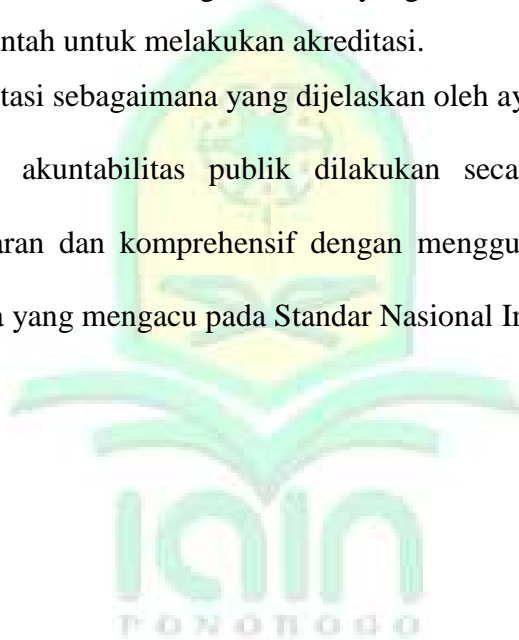 ntah untuk melakukan akreditasi.
tasi sebagaimana yang dijelaskan oleh ay
akuntabilitas publik dilakukan seca
aran dan komprehensif dengan menggu
a yang mengacu pada Standar Nasional In
iain
PONOROGO